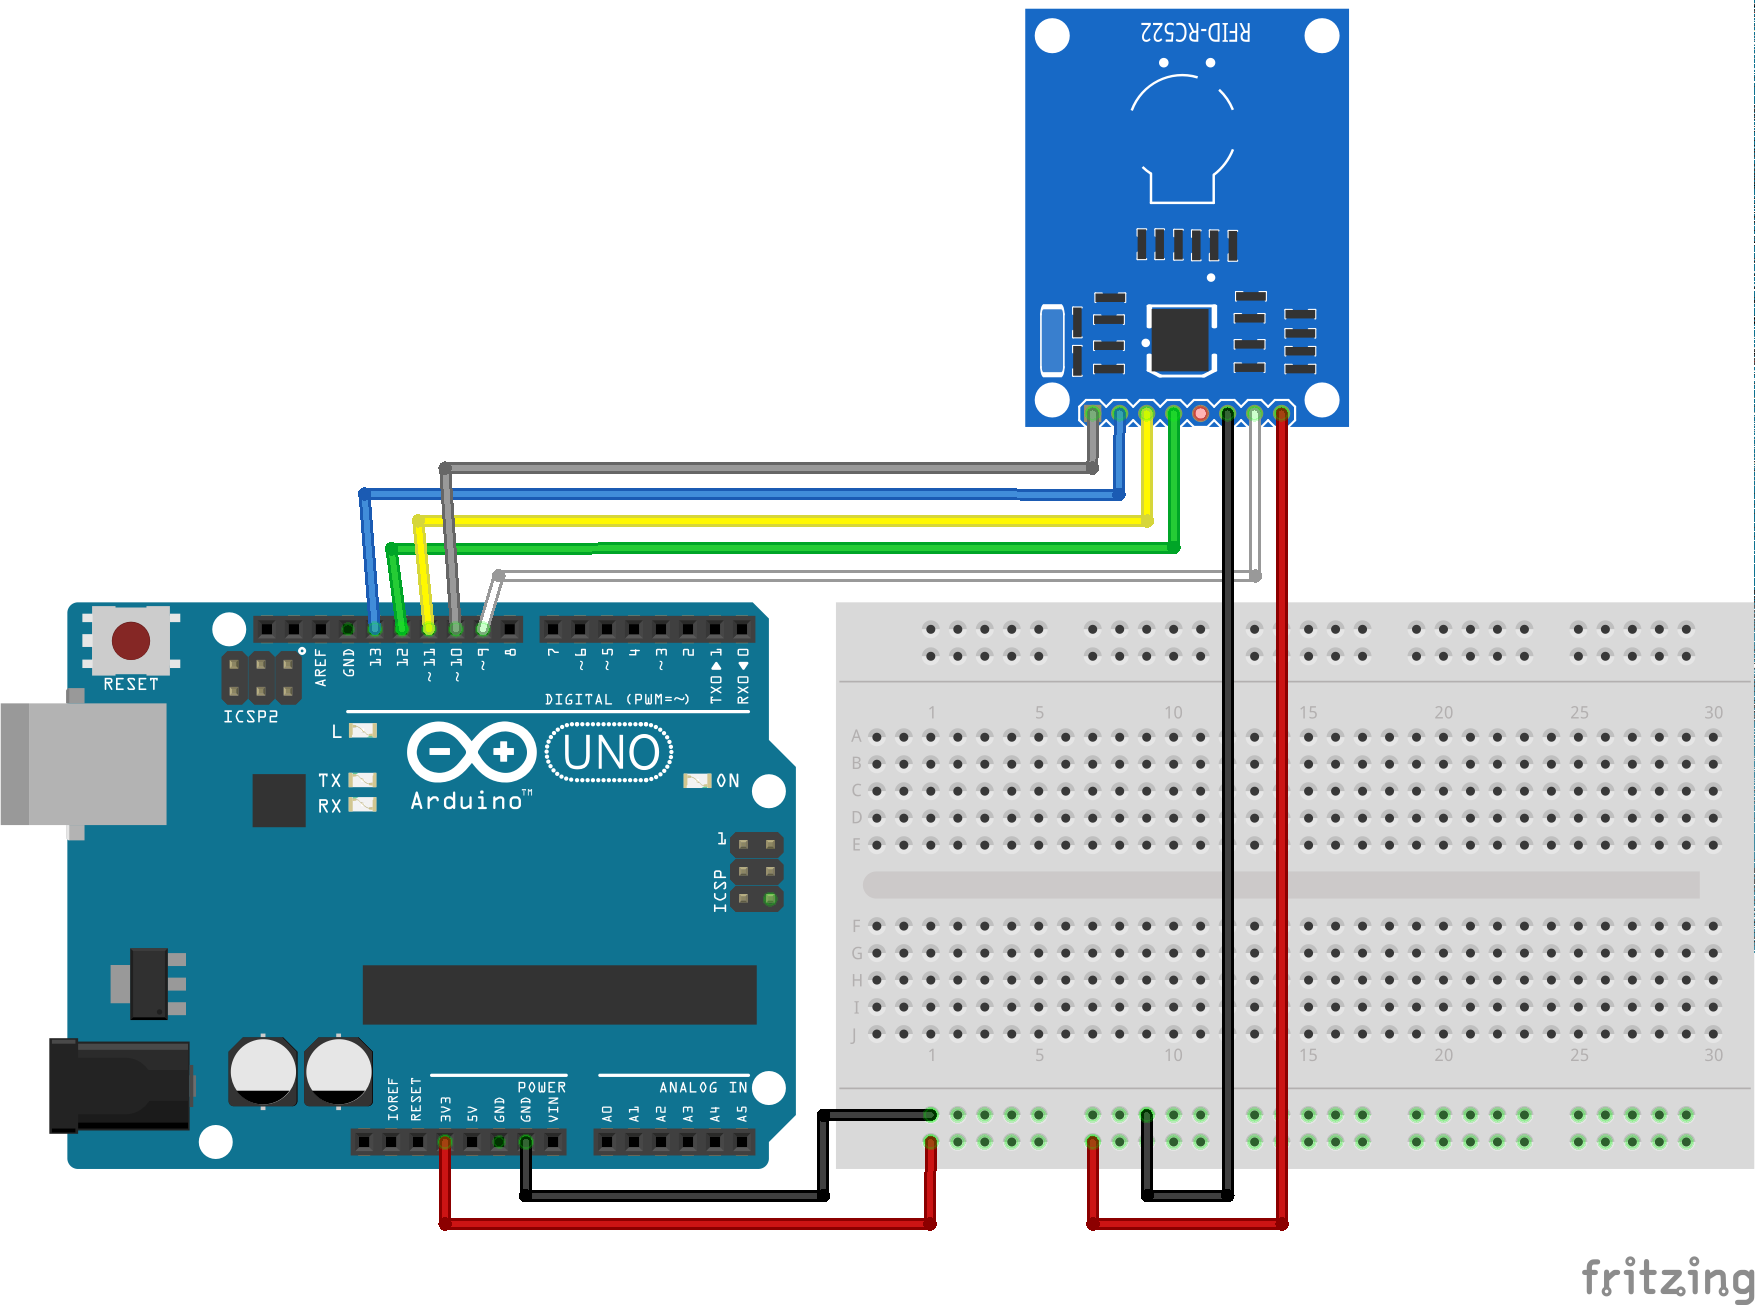 RFID-RC522
RESET
ICSP2
AREF
GND
13
12
~11
~10
~9
8
7
~6
~5
4
~3
2
TX0▶1
RX0◀0
DIGITAL (PWM=~)
L
TX
RX
UNO
Arduino™
ON
1
ICSP
IOREF
RESET
3V3
5V
GND
GND
VIN
POWER
ANALOG IN
A0
A1
A2
A3
A4
A5
1 5 10 15 20 25 30
A
B
C
D
E
F
G
H
I
J
1 5 10 15 20 25 30
fritzing